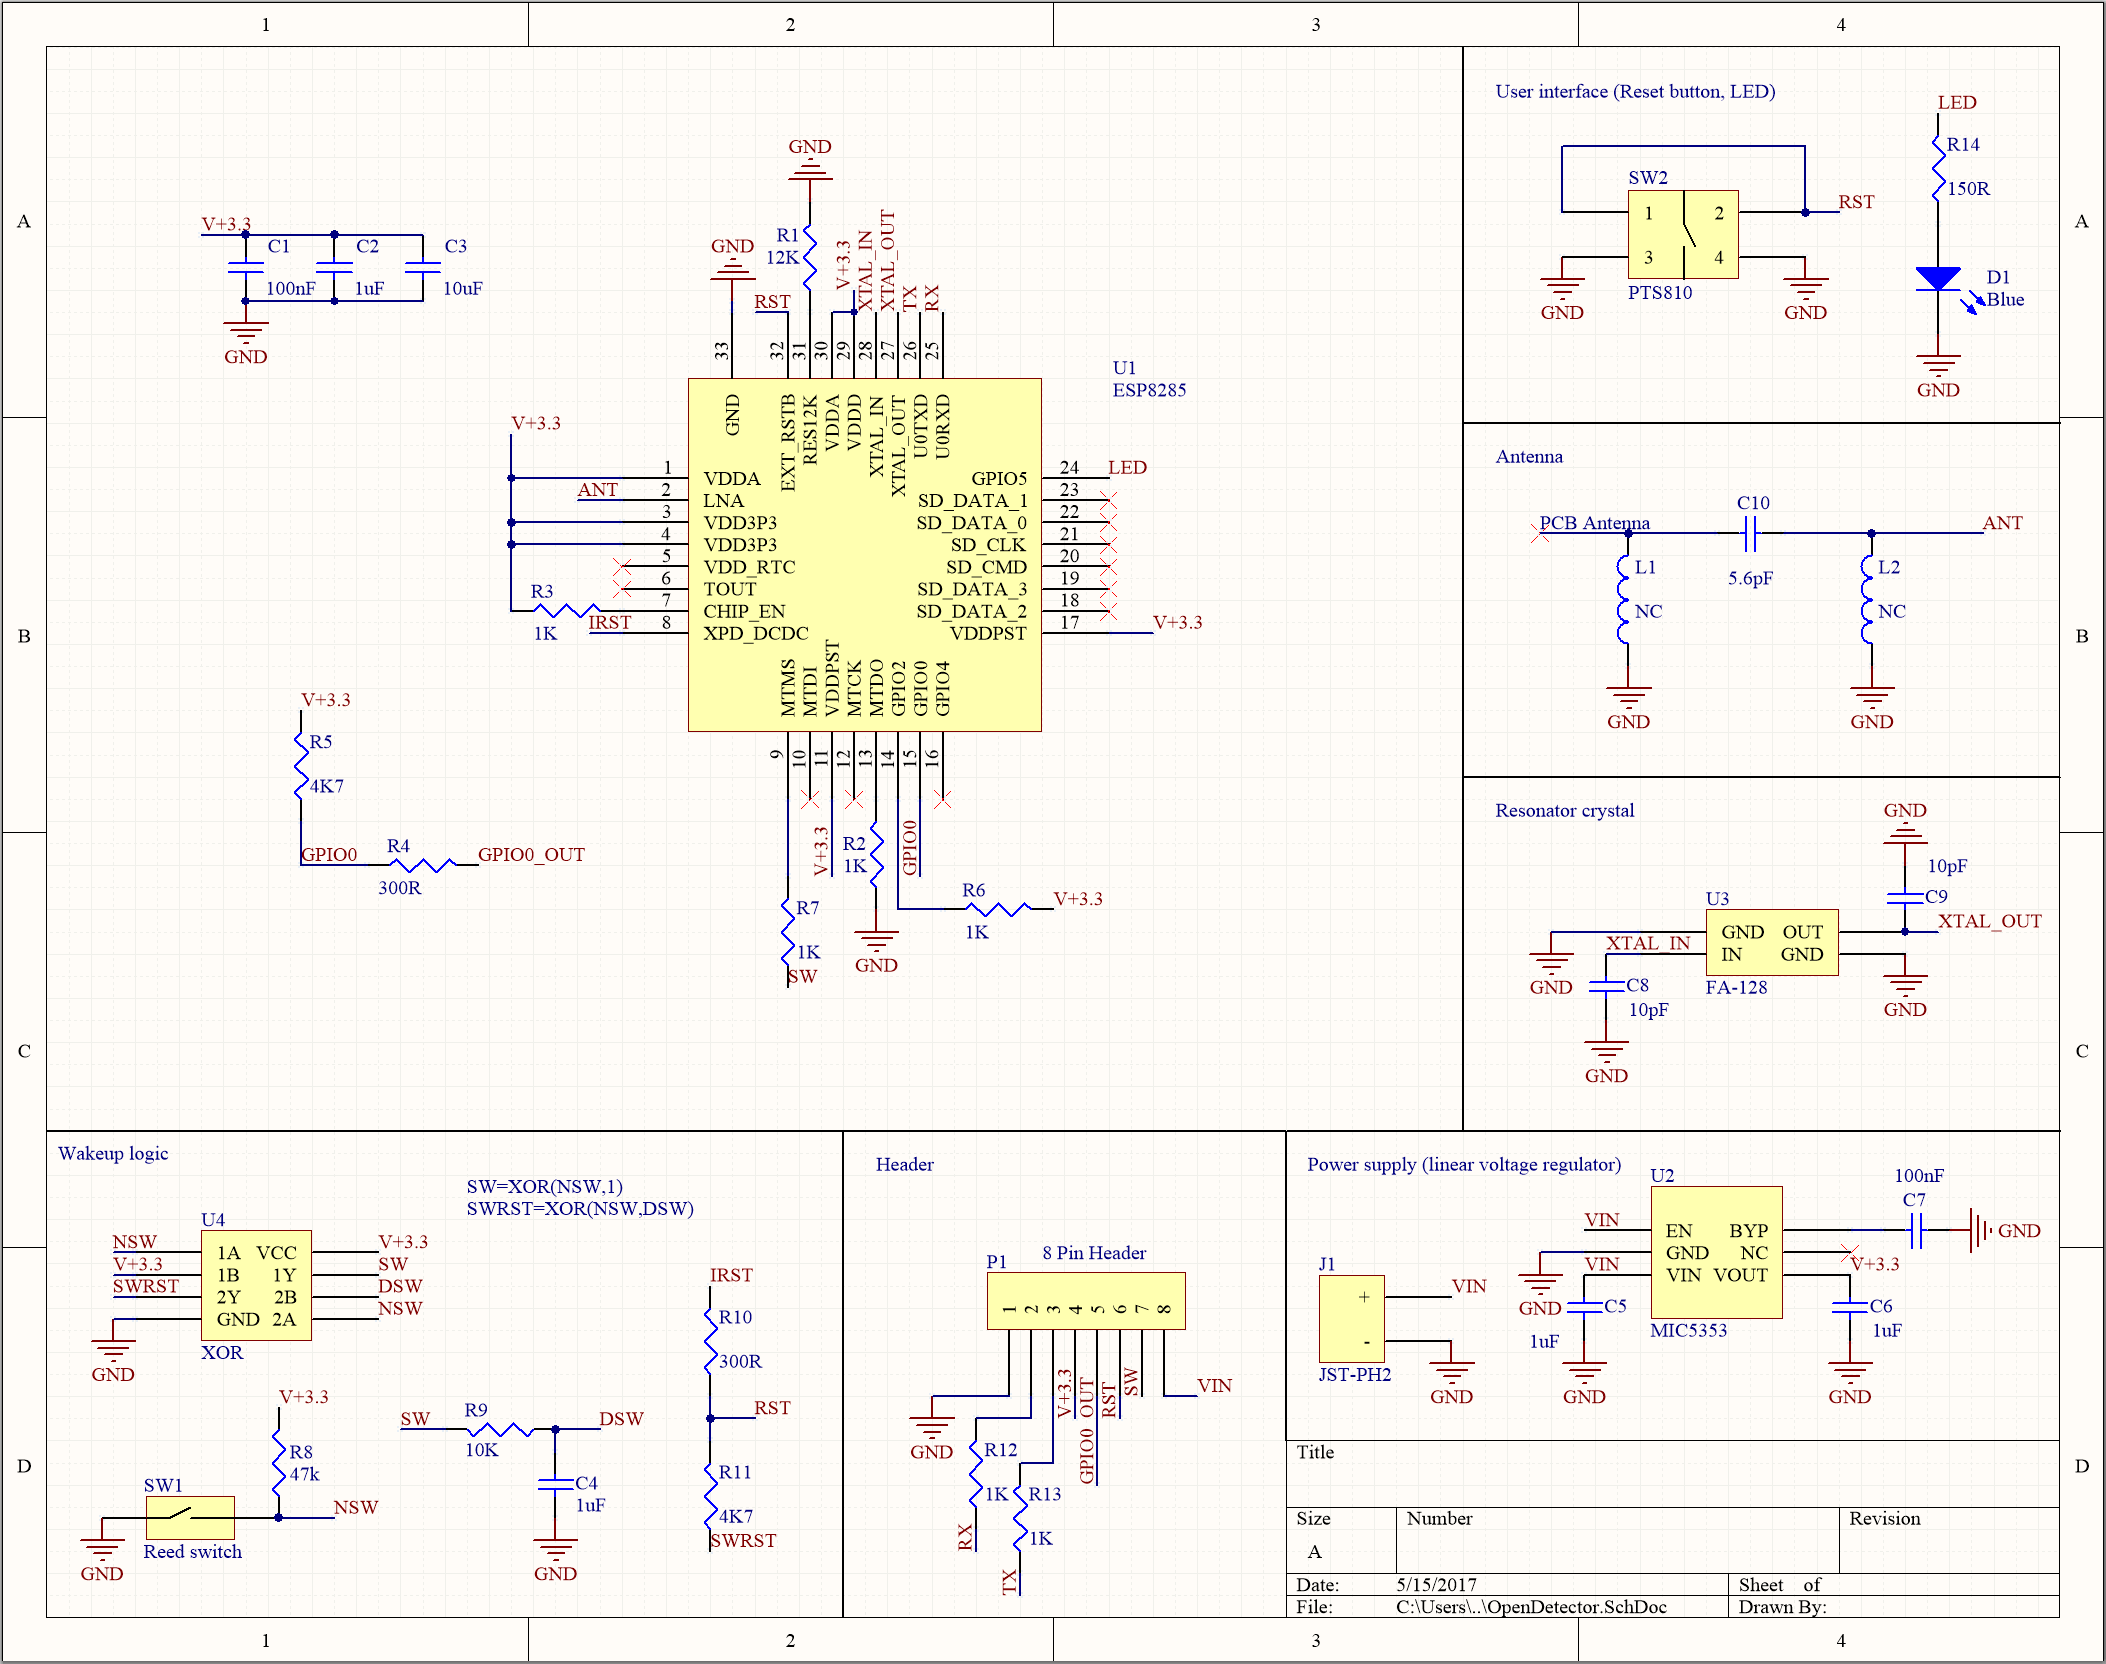 1
2
3
4
A
B
C
D
A
B
C
D
V+3.3
C1
100nF
C2
1uF
C3
10uF
GND
GND
R1
12K
GND
RST
V+3.3
XTAL_IN
XTAL_OUT
TX
RX
33
32
31
30
29
28
27
26
25
U1
ESP8285
GND
EXT_RSTB
RES12K
VDDA
VDDD
XTAL_IN
XTAL_OUT
U0TXD
U0RXD
V+3.3
ANT
R3
1K
IRST
1 VDDA
2 LNA
3 VDD3P3
4 VDD3P3
5 VDD_RTC
6 TOUT
7 CHIP_EN
8 XPD_DCDC
GPIO5 24 LED
SD_DATA_1 23
SD_DATA_0 22
SD_CLK 21
SD_CMD 20
SD_DATA_3 19
SD_DATA_2 18
VDDPST 17 V+3.3
MTMS
MTDI
VDDPST
MTCK
MTDO
GPIO2
GPIO0
GPIO4
9
10
11
12
13
14
15
16
V+3.3
R2
1K
GPIO0
GND
R7
1K
SW
R6
1K
V+3.3
V+3.3
R5
4K7
GPIO0
R4
300R
GPIO0_OUT
User interface (Reset button, LED)
SW2
1 2
3 4
PTS810
RST
GND
GND
LED
R14
150R
D1
Blue
GND
Antenna
PCB Antenna
C10
5.6pF
ANT
L1
NC
L2
NC
GND
GND
Resonator crystal
GND
10pF
C9
XTAL_OUT
U3
GND OUT
IN GND
FA-128
XTAL_IN
GND
C8
10pF
GND
GND
Wakeup logic
SW=XOR(NSW,1)
SWRST=XOR(NSW,DSW)
U4
NSW 1A VCC V+3.3
V+3.3 1B 1Y SW
SWRST 2Y 2B DSW
GND 2A NSW
XOR
GND
V+3.3
R8
47k
SW1
NSW
Reed switch
GND
SW
R9
10K
DSW
C4
1uF
GND
IRST
R10
300R
RST
R11
4K7
SWRST
Header
8 Pin Header
P1
1
2
3
4
5
6
7
8
GND
R12
1K
RX
R13
1K
TX
V+3.3
GPIO0_OUT
RST
SW
VIN
Power supply (linear voltage regulator)
J1
+
-
JST-PH2
VIN
GND
U2
VIN EN BYP
GND NC
VIN VIN VOUT
MIC5353
GND
C5
1uF
GND
100nF
C7
GND
V+3.3
C6
1uF
GND
Title
Size
A
Number
Revision
Date: 5/15/2017
Sheet of
File: C:\Users\..\OpenDetector.SchDoc
Drawn By:
1
2
3
4